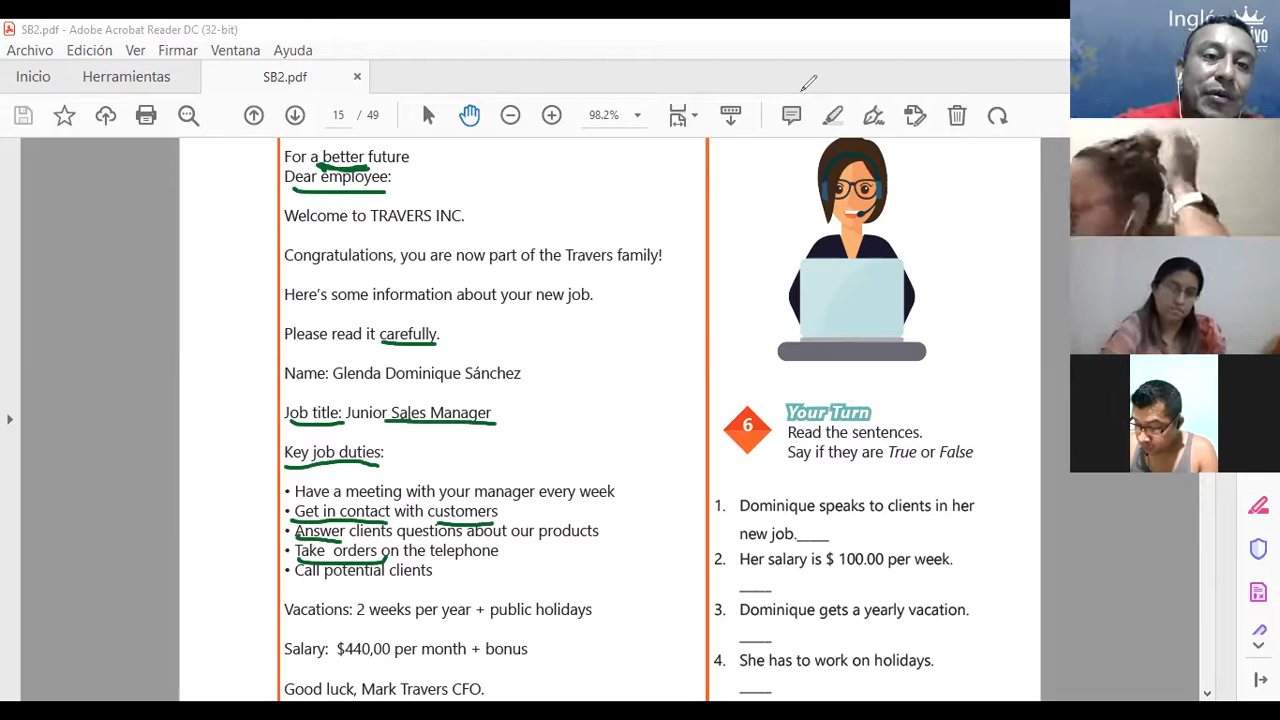 SB2.pdf - Adobe Acrobat Reader DC (32-bit)
Archivo Edición Ver Firmar Ventana Ayuda
Inicio Herramientas SB2.pdf ×
15 / 49 98.2%
For a better future
Dear employee:
Welcome to TRAVERS INC.
Congratulations, you are now part of the Travers family!
Here's some information about your new job.
Please read it carefully.
Name: Glenda Dominique Sánchez
Job title: Junior Sales Manager
Key job duties:
• Have a meeting with your manager every week
• Get in contact with customers
• Answer clients questions about our products
• Take orders on the telephone
• Call potential clients
Vacations: 2 weeks per year + public holidays
Salary: $440,00 per month + bonus
Good luck, Mark Travers CFO.
6 Your Turn
Read the sentences.
Say if they are True or False
1. Dominique speaks to clients in her
new job.____
2. Her salary is $ 100.00 per week.
____
3. Dominique gets a yearly vacation.
____
4. She has to work on holidays.
____